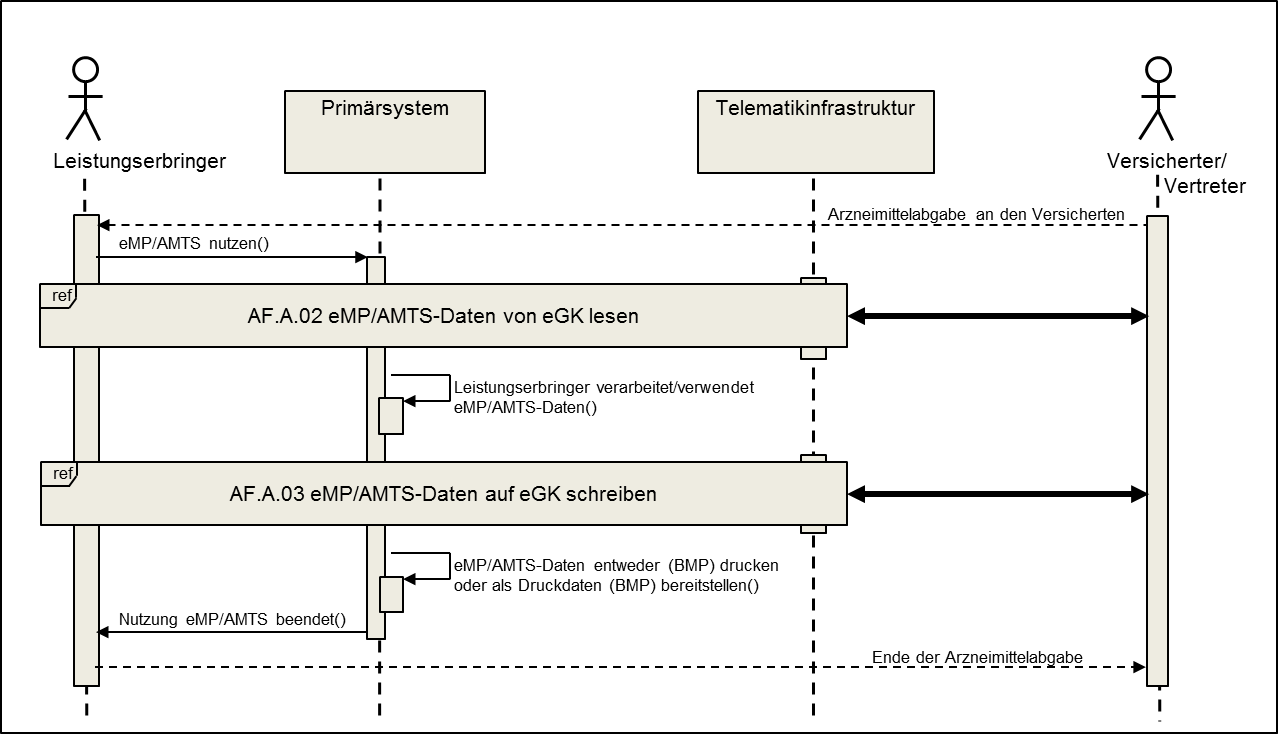 Primärsystem
Telematikinfrastruktur
Leistungserbringer
Versicherter/
Vertreter
Arzneimittelabgabe an den Versicherten
eMP/AMTS nutzen()
ref
AF.A.02 eMP/AMTS-Daten von eGK lesen
Leistungserbringer verarbeitet/verwendet
eMP/AMTS-Daten()
ref
AF.A.03 eMP/AMTS-Daten auf eGK schreiben
eMP/AMTS-Daten entweder (BMP) drucken
oder als Druckdaten (BMP) bereitstellen()
Nutzung eMP/AMTS beendet()
Ende der Arzneimittelabgabe